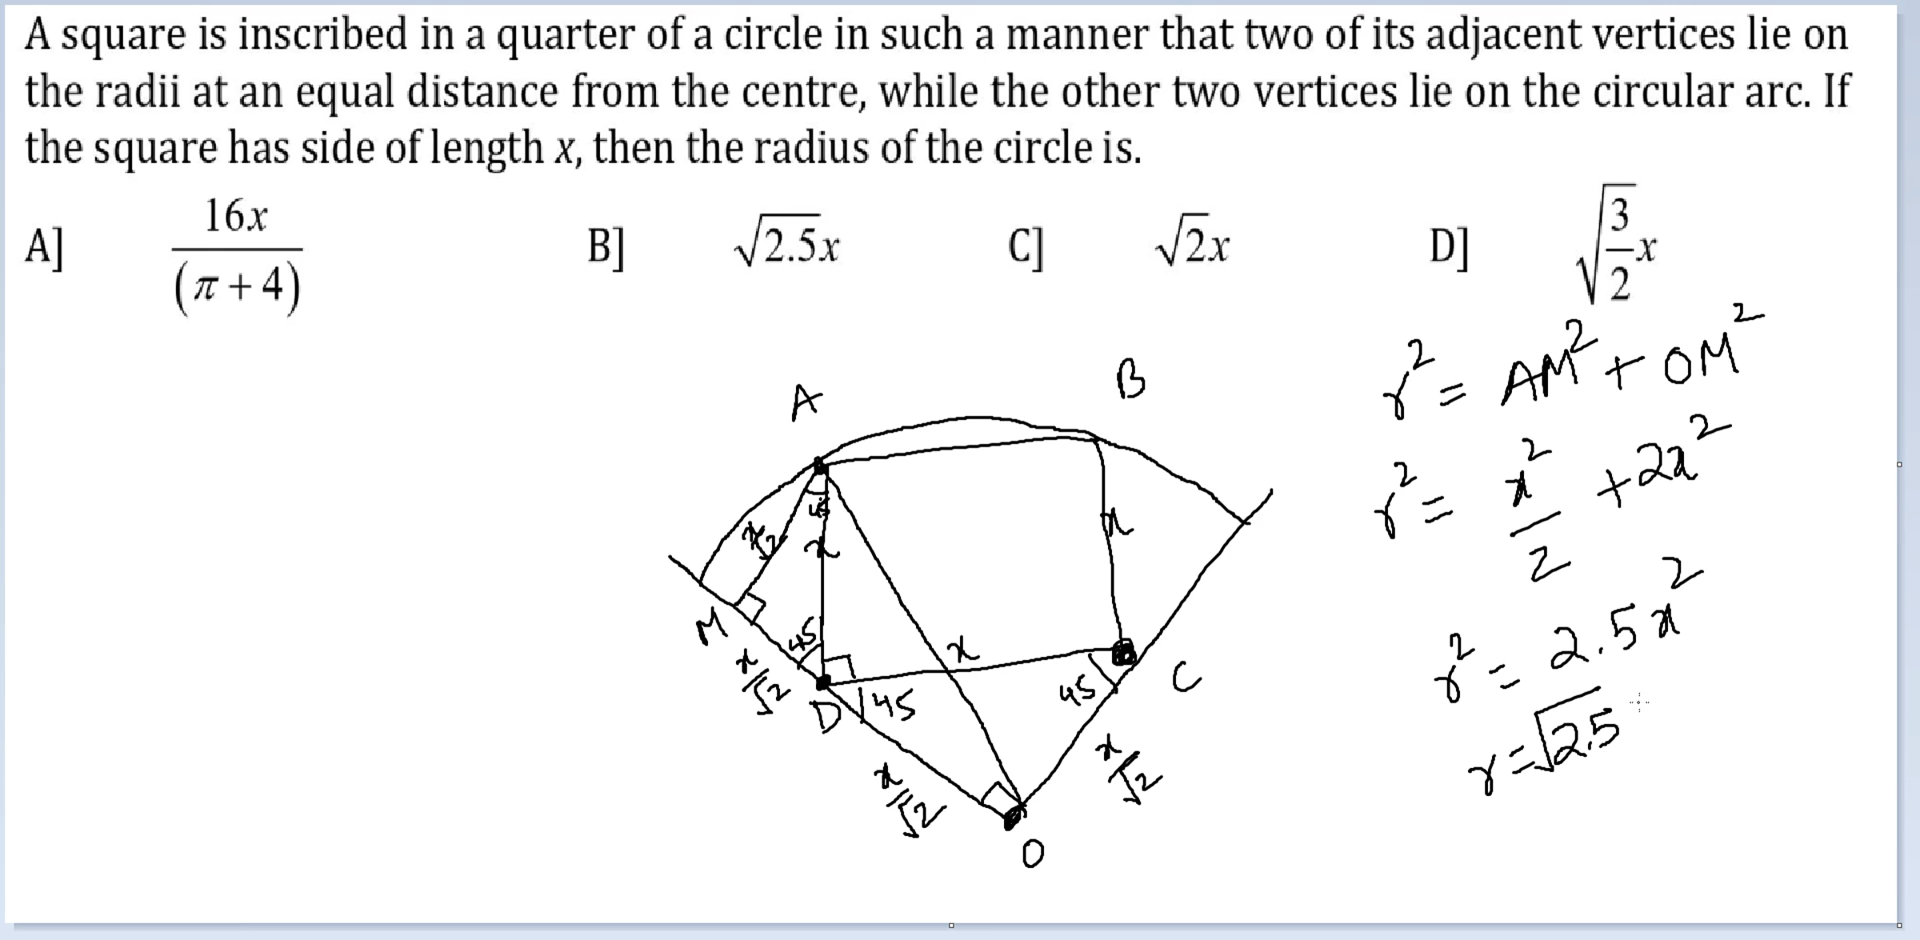 A square is inscribed in a quarter of a circle in such a manner that two of its adjacent vertices lie on
the radii at an equal distance from the centre, while the other two vertices lie on the circular arc. If
the square has side of length x, then the radius of the circle is.
A] 16x/(π + 4) B] √2.5x C] √2x D] √(3/2)x
A B
r² = AM² + OM²
r² = x²/2 + 2x²
r² = 2.5x²
r = √2.5
45
x/√2 x x
M 45
x/√2 x
D 45 45 C
x/√2 x/√2
O